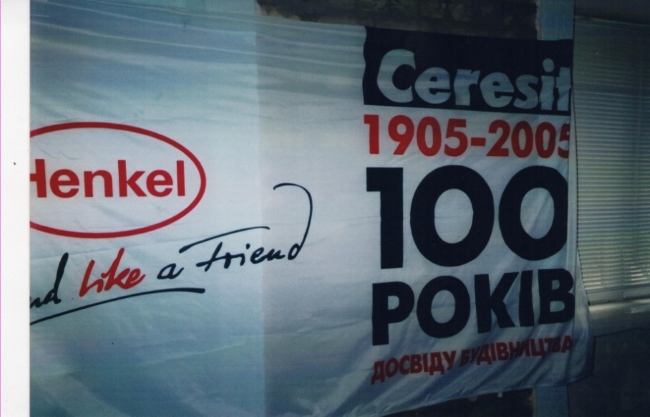 Henkel
nd Like a Friend
Ceresit
1905-2005
100
РОКІВ
ДОСВІДУ БУДІВНИЦТВА